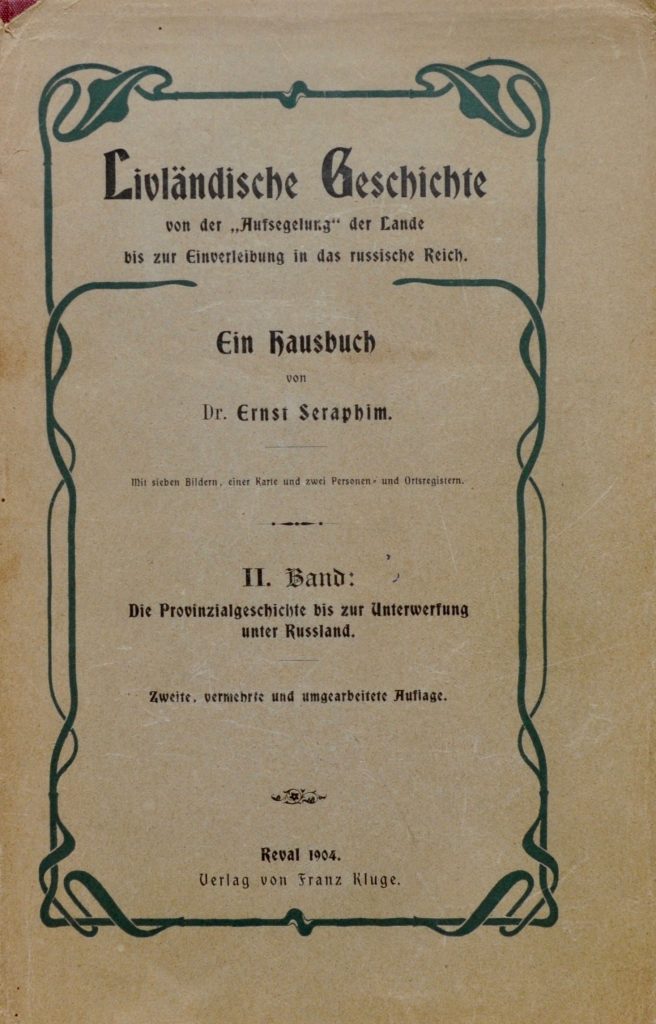 Livländische Geschichte
von der „Aufsegelung“ der Lande
bis zur Einverleibung in das russische Reich.
Ein Hausbuch
von
Dr. Ernst Seraphim.
Mit sieben Bildern, einer Karte und zwei Personen- und Ortsregistern.
II. Band:
Die Provinzialgeschichte bis zur Unterwerfung
unter Russland.
Zweite, vermehrte und umgearbeitete Auflage.
Reval 1904.
Verlag von Franz Kluge.